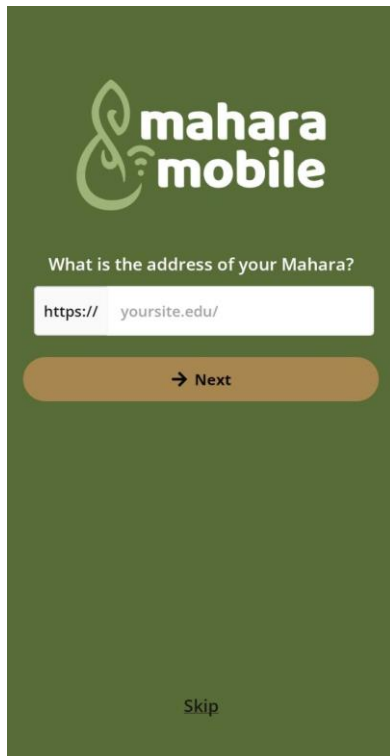 mahara
mobile
What is the address of your Mahara?
https:// yoursite.edu/
→ Next
Skip